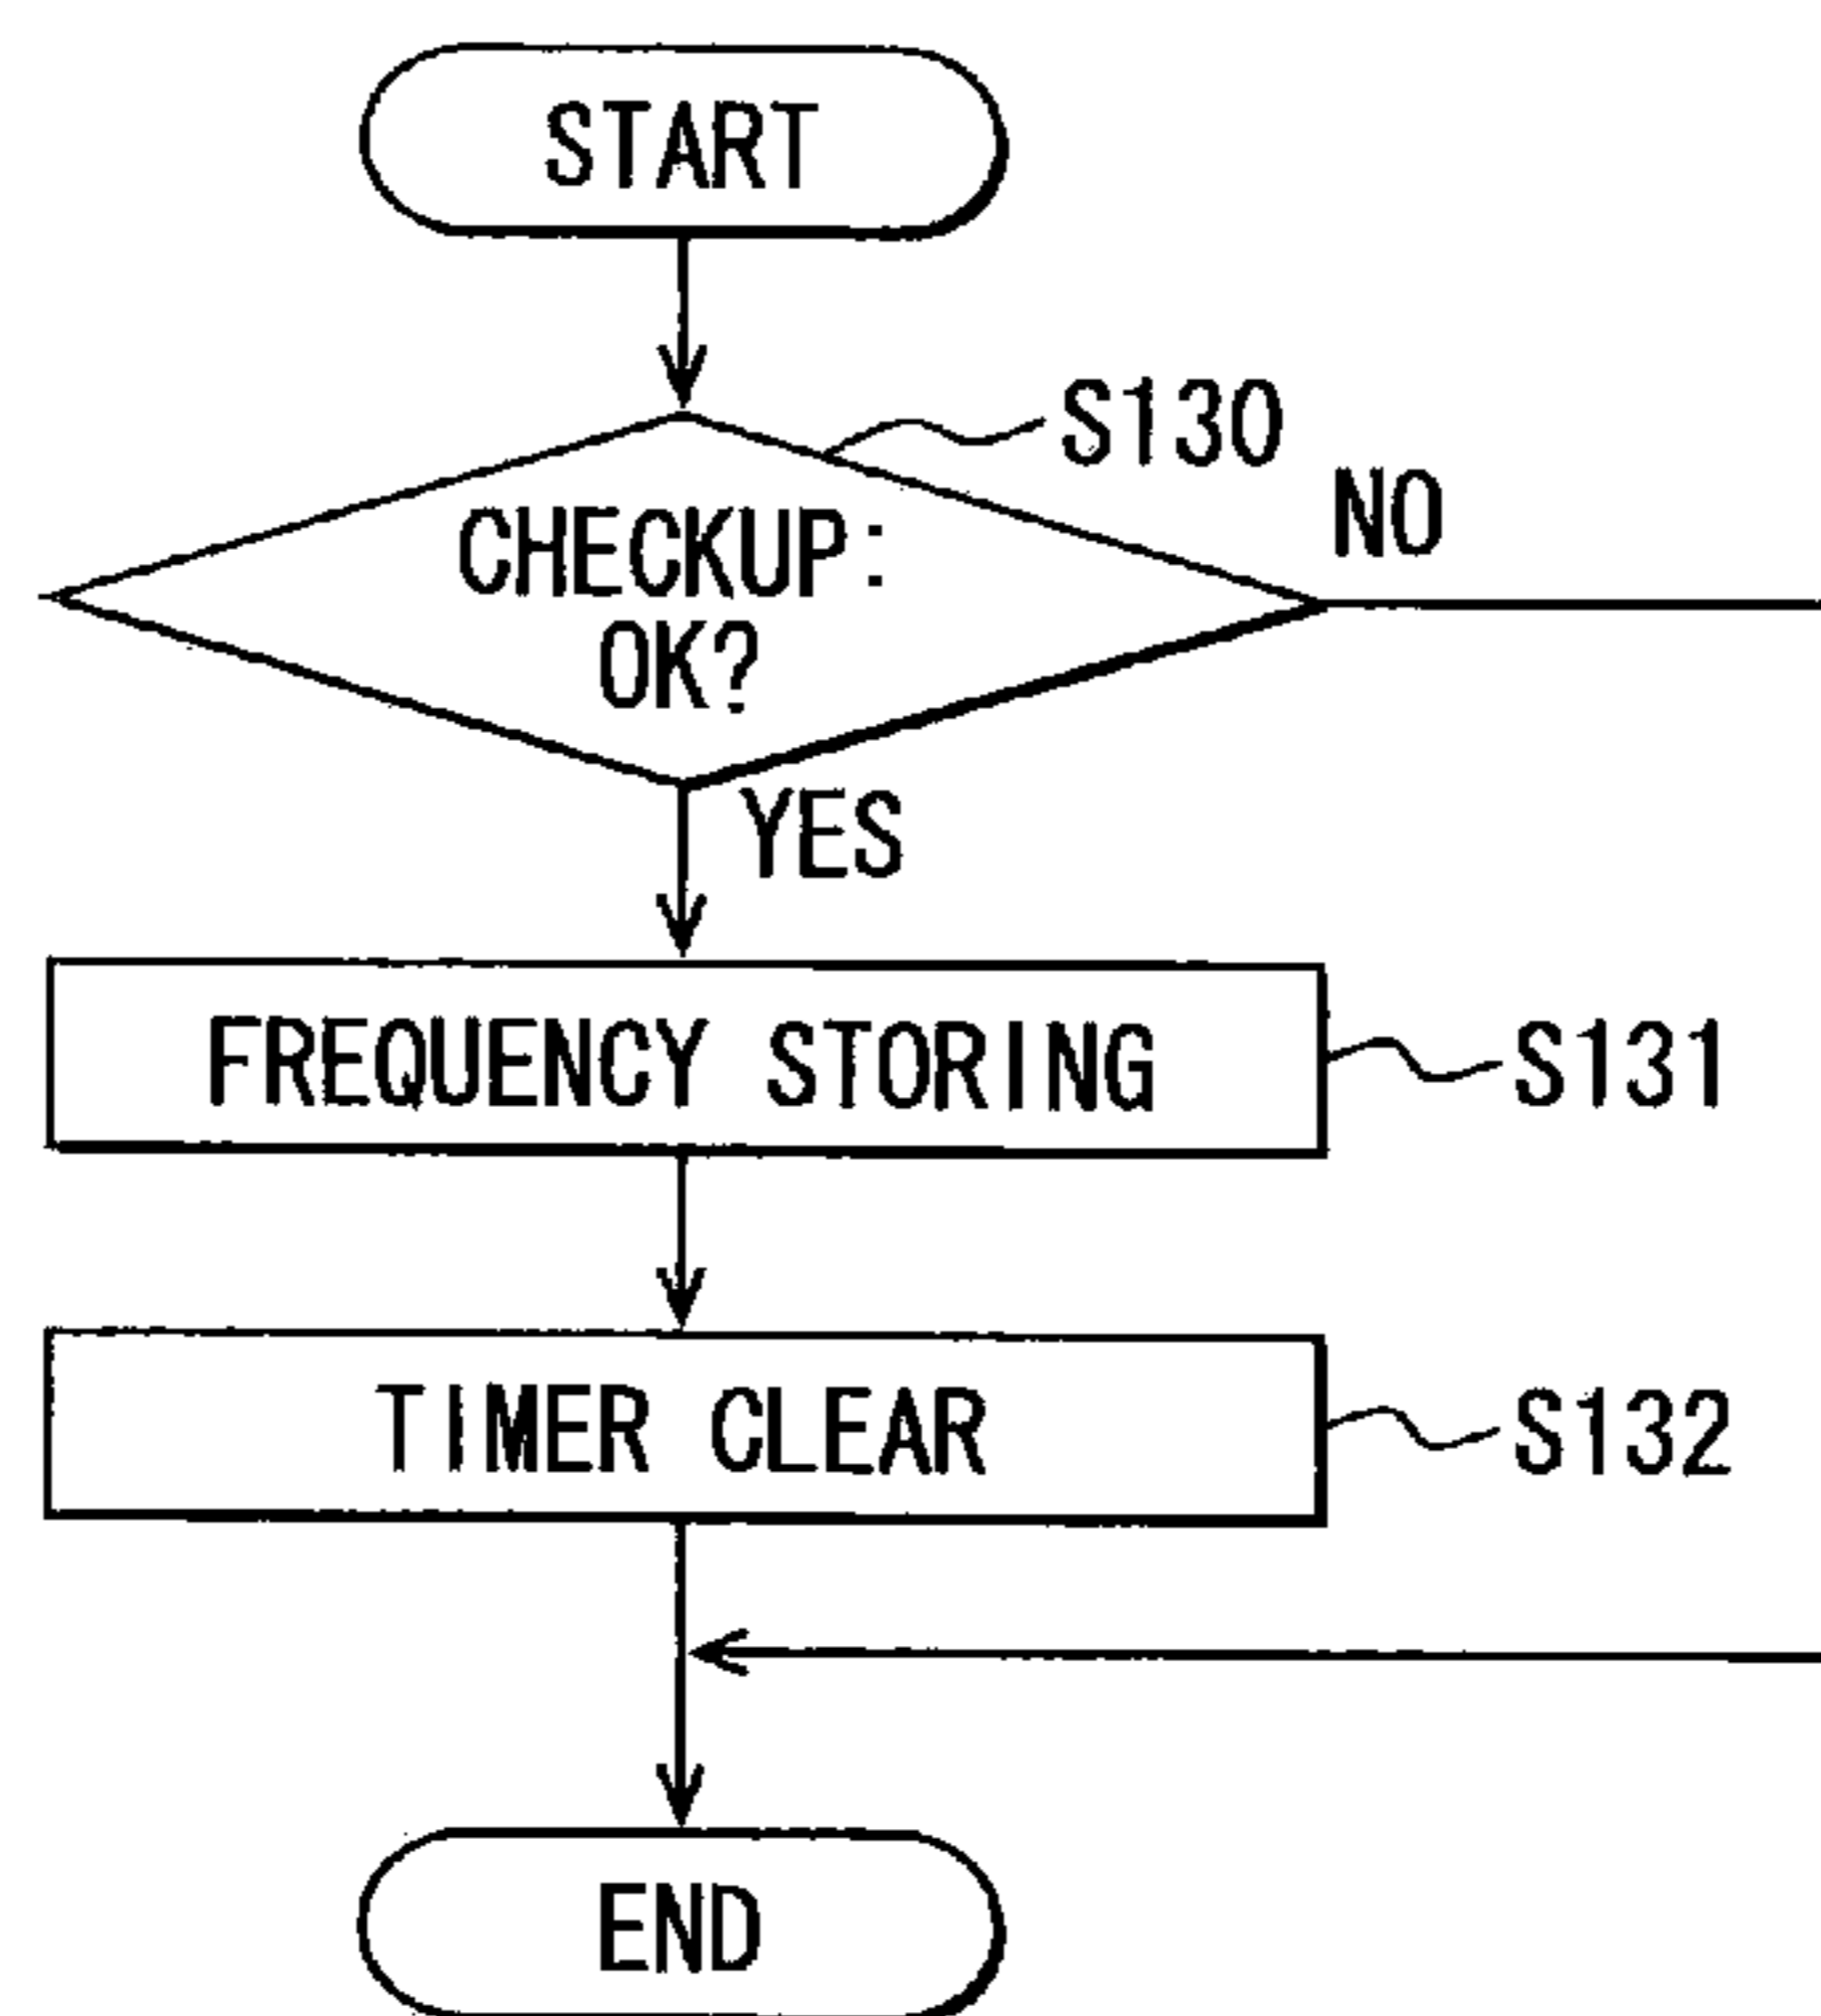 START
S130
NO
CHECKUP:
OK?
YES
FREQUENCY STORING
S131
TIMER CLEAR
S132
END